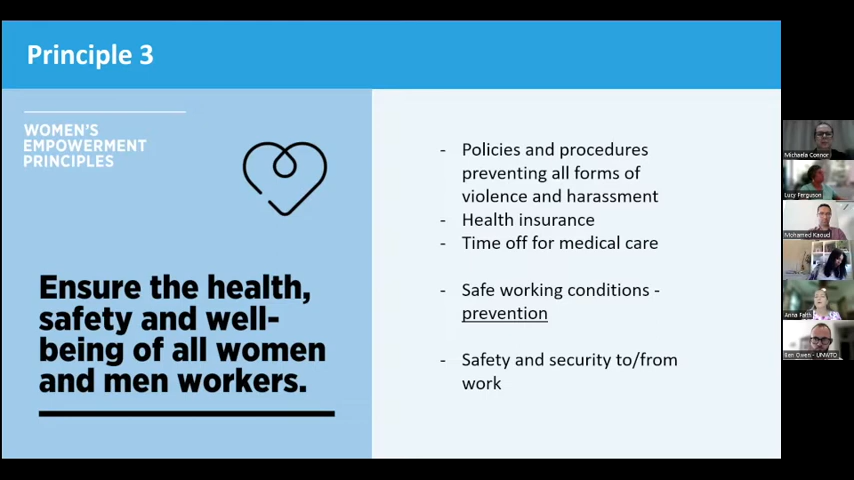 Principle 3
WOMEN'S
EMPOWERMENT
PRINCIPLES
Ensure the health,
safety and well-
being of all women
and men workers.
- Policies and procedures
preventing all forms of
violence and harassment
- Health insurance
- Time off for medical care
- Safe working conditions -
prevention
- Safety and security to/from
work
Michaela Connor
Lucy Ferguson
Mohamed Kaoud
Anna Faith
Ben Owen - UNWTO